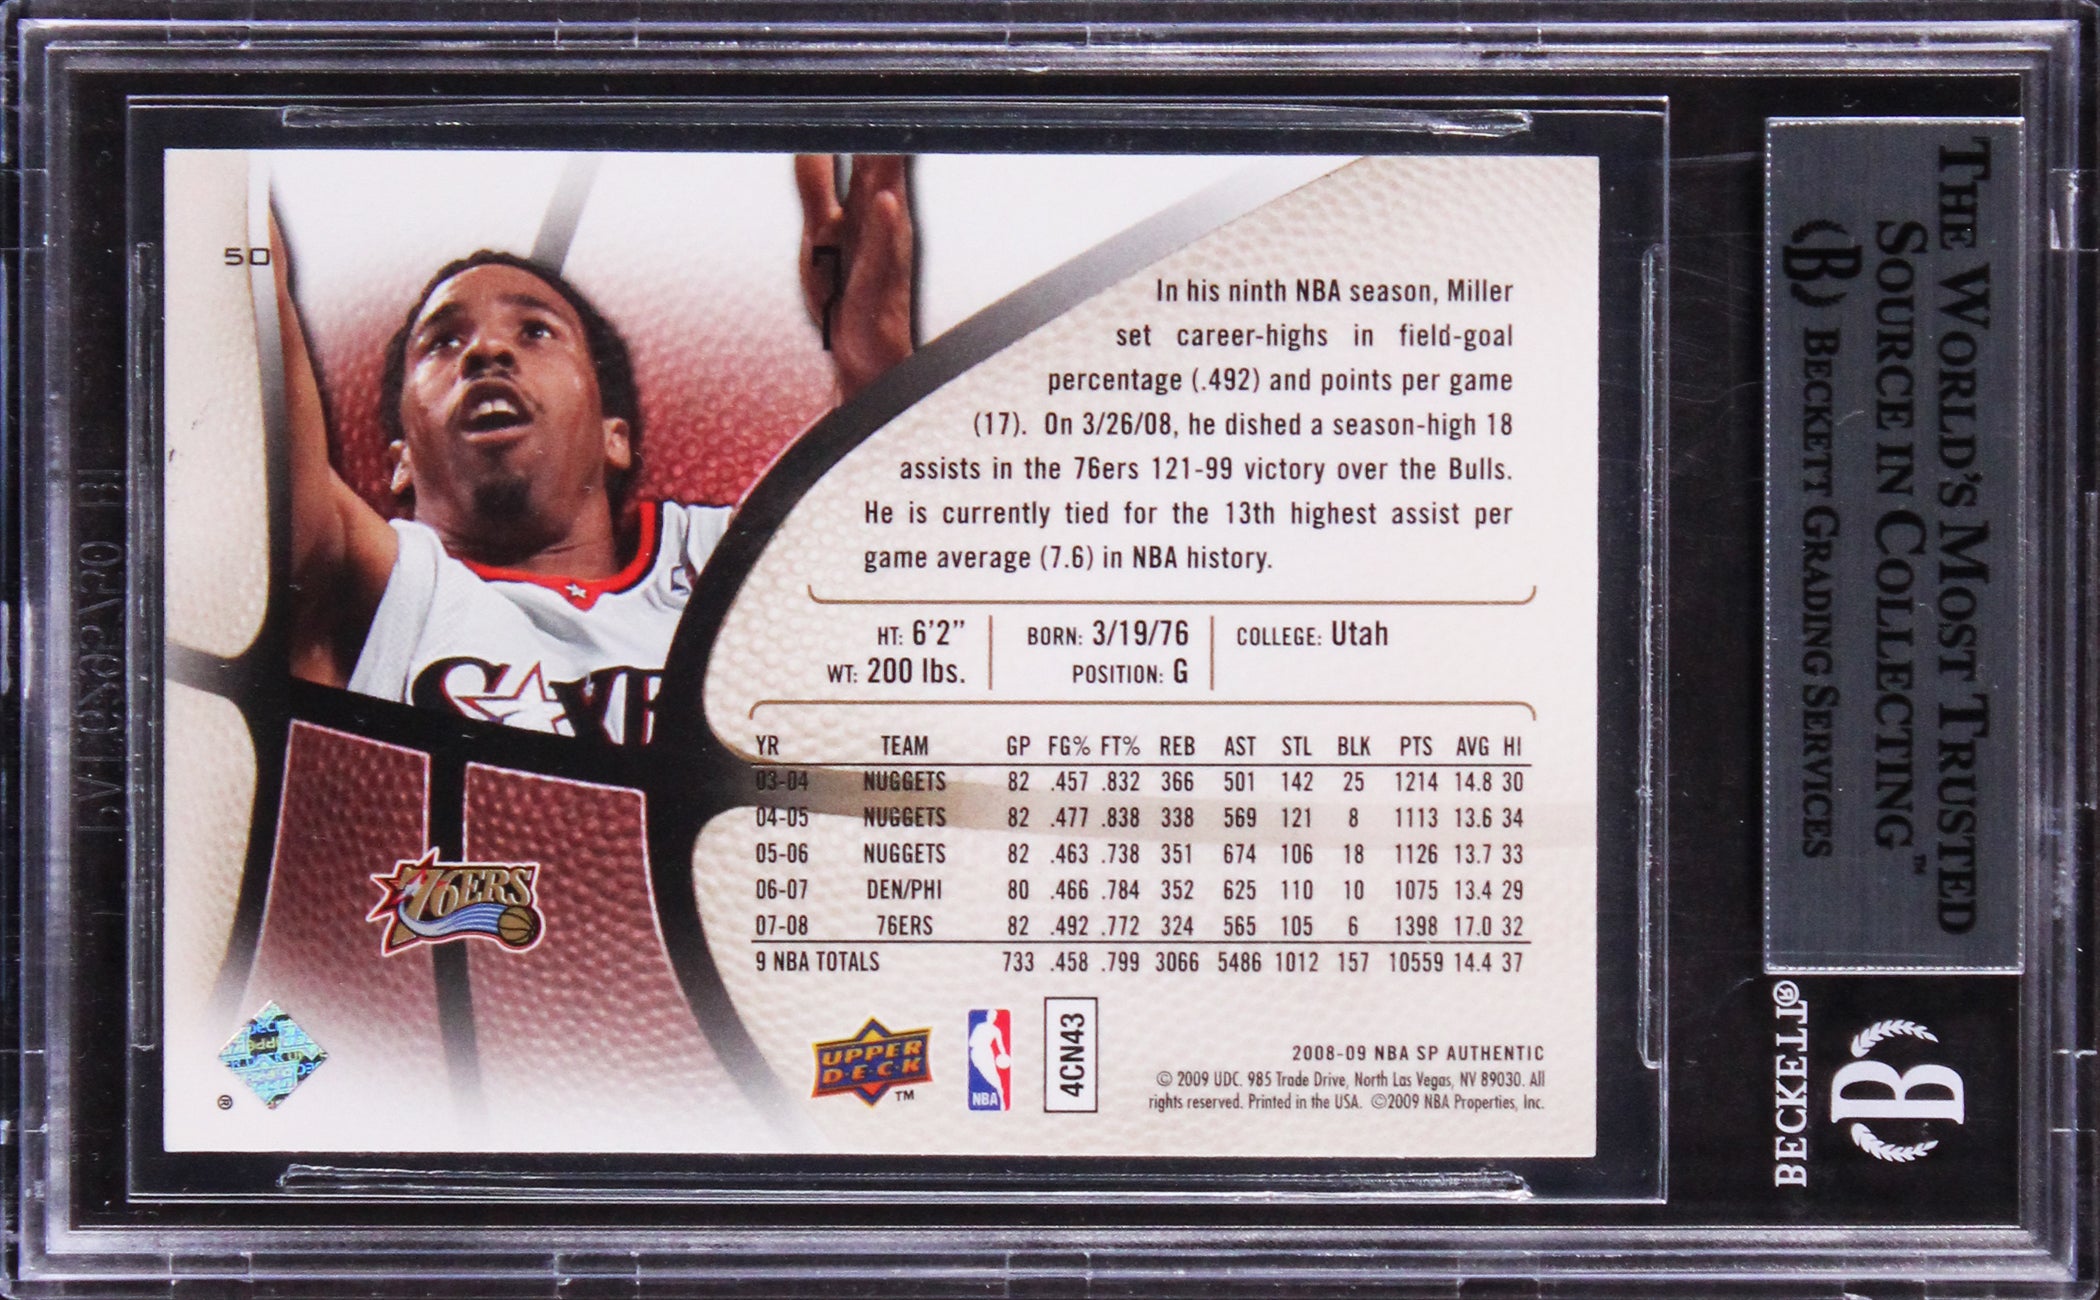 50
7
In his ninth NBA season, Miller
set career-highs in field-goal
percentage (.492) and points per game
(17). On 3/26/08, he dished a season-high 18
assists in the 76ers 121-99 victory over the Bulls.
He is currently tied for the 13th highest assist per
game average (7.6) in NBA history.
HT: 6'2" BORN: 3/19/76 COLLEGE: Utah
WT: 200 lbs. POSITION: G
YR TEAM GP FG% FT% REB AST STL BLK PTS AVG HI
03-04 NUGGETS 82 .457 .832 366 501 142 25 1214 14.8 30
04-05 NUGGETS 82 .477 .838 338 569 121 8 1113 13.6 34
05-06 NUGGETS 82 .463 .738 351 674 106 18 1126 13.7 33
06-07 DEN/PHI 80 .466 .784 352 625 110 10 1075 13.4 29
07-08 76ERS 82 .492 .772 324 565 105 6 1398 17.0 32
9 NBA TOTALS 733 .458 .799 3066 5486 1012 157 10559 14.4 37
76ERS
UPPER
DECK
TM
NBA
4CN43
2008-09 NBA SP AUTHENTIC
© 2009 UDC. 985 Trade Drive, North Las Vegas, NV 89030. All
rights reserved. Printed in the USA. ©2009 NBA Properties, Inc.
®
THE WORLD'S MOST TRUSTED
SOURCE IN COLLECTING™
B BECKETT GRADING SERVICES
BECKETT®
B